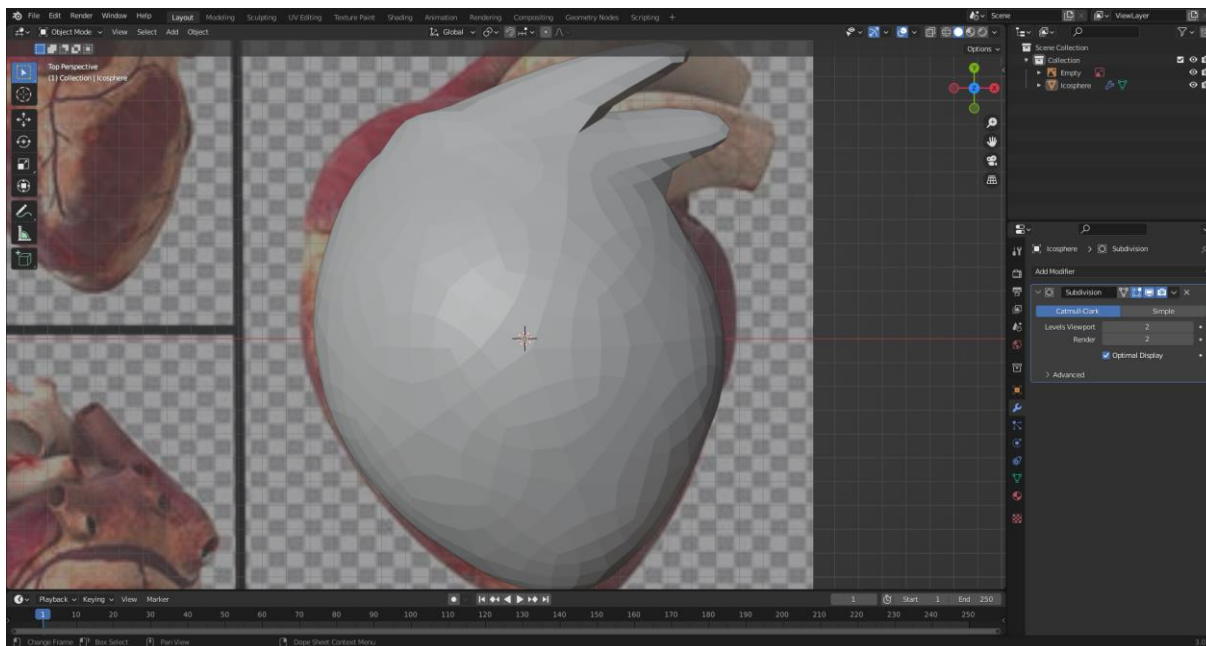 File Edit Render Window Help Layout Modeling Sculpting UV Editing Texture Paint Shading Animation Rendering Compositing Geometry Nodes Scripting + Scene ViewLayer
Object Mode View Select Add Object Global
Options
Top Perspective
(1) Collection | Icosphere
Y
X
Z
Scene Collection
Collection
Empty
Icosphere
Icosphere > Subdivision
Add Modifier
Subdivision
Catmull-Clark Simple
Levels Viewport 2
Render 2
Optimal Display
> Advanced
Playback Keying View Marker 1 Start 1 End 250
1 10 20 30 40 50 60 70 80 90 100 110 120 130 140 150 160 170 180 190 200 210 220 230 240 250
Change Frame Box Select Pan View Dope Sheet Context Menu